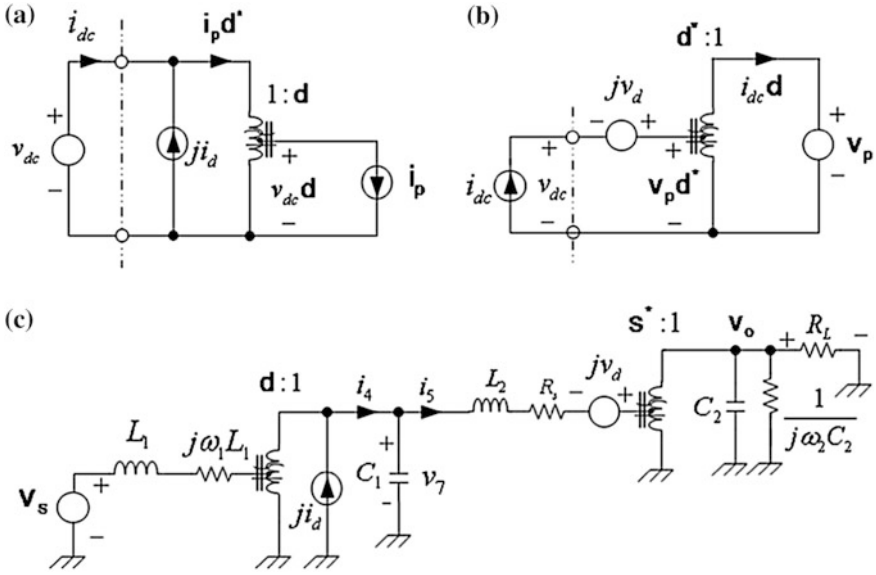 (a)
i_dc
i_p d*
1:d
+
v_dc
−
ji_d
+
v_dc d
−
i_p
(b)
d*:1
jv_d
− +
i_dc d
i_dc
+
v_dc
−
+
v_p d*
−
+
v_p
−
(c)
s*:1
v_o
+ R_L −
d:1
i_4
i_5
L_2
R_s
jv_d
− +
L_1
jω_1L_1
v_s
+
−
ji_d
C_1
+
v_7
−
C_2
1
jω_2C_2